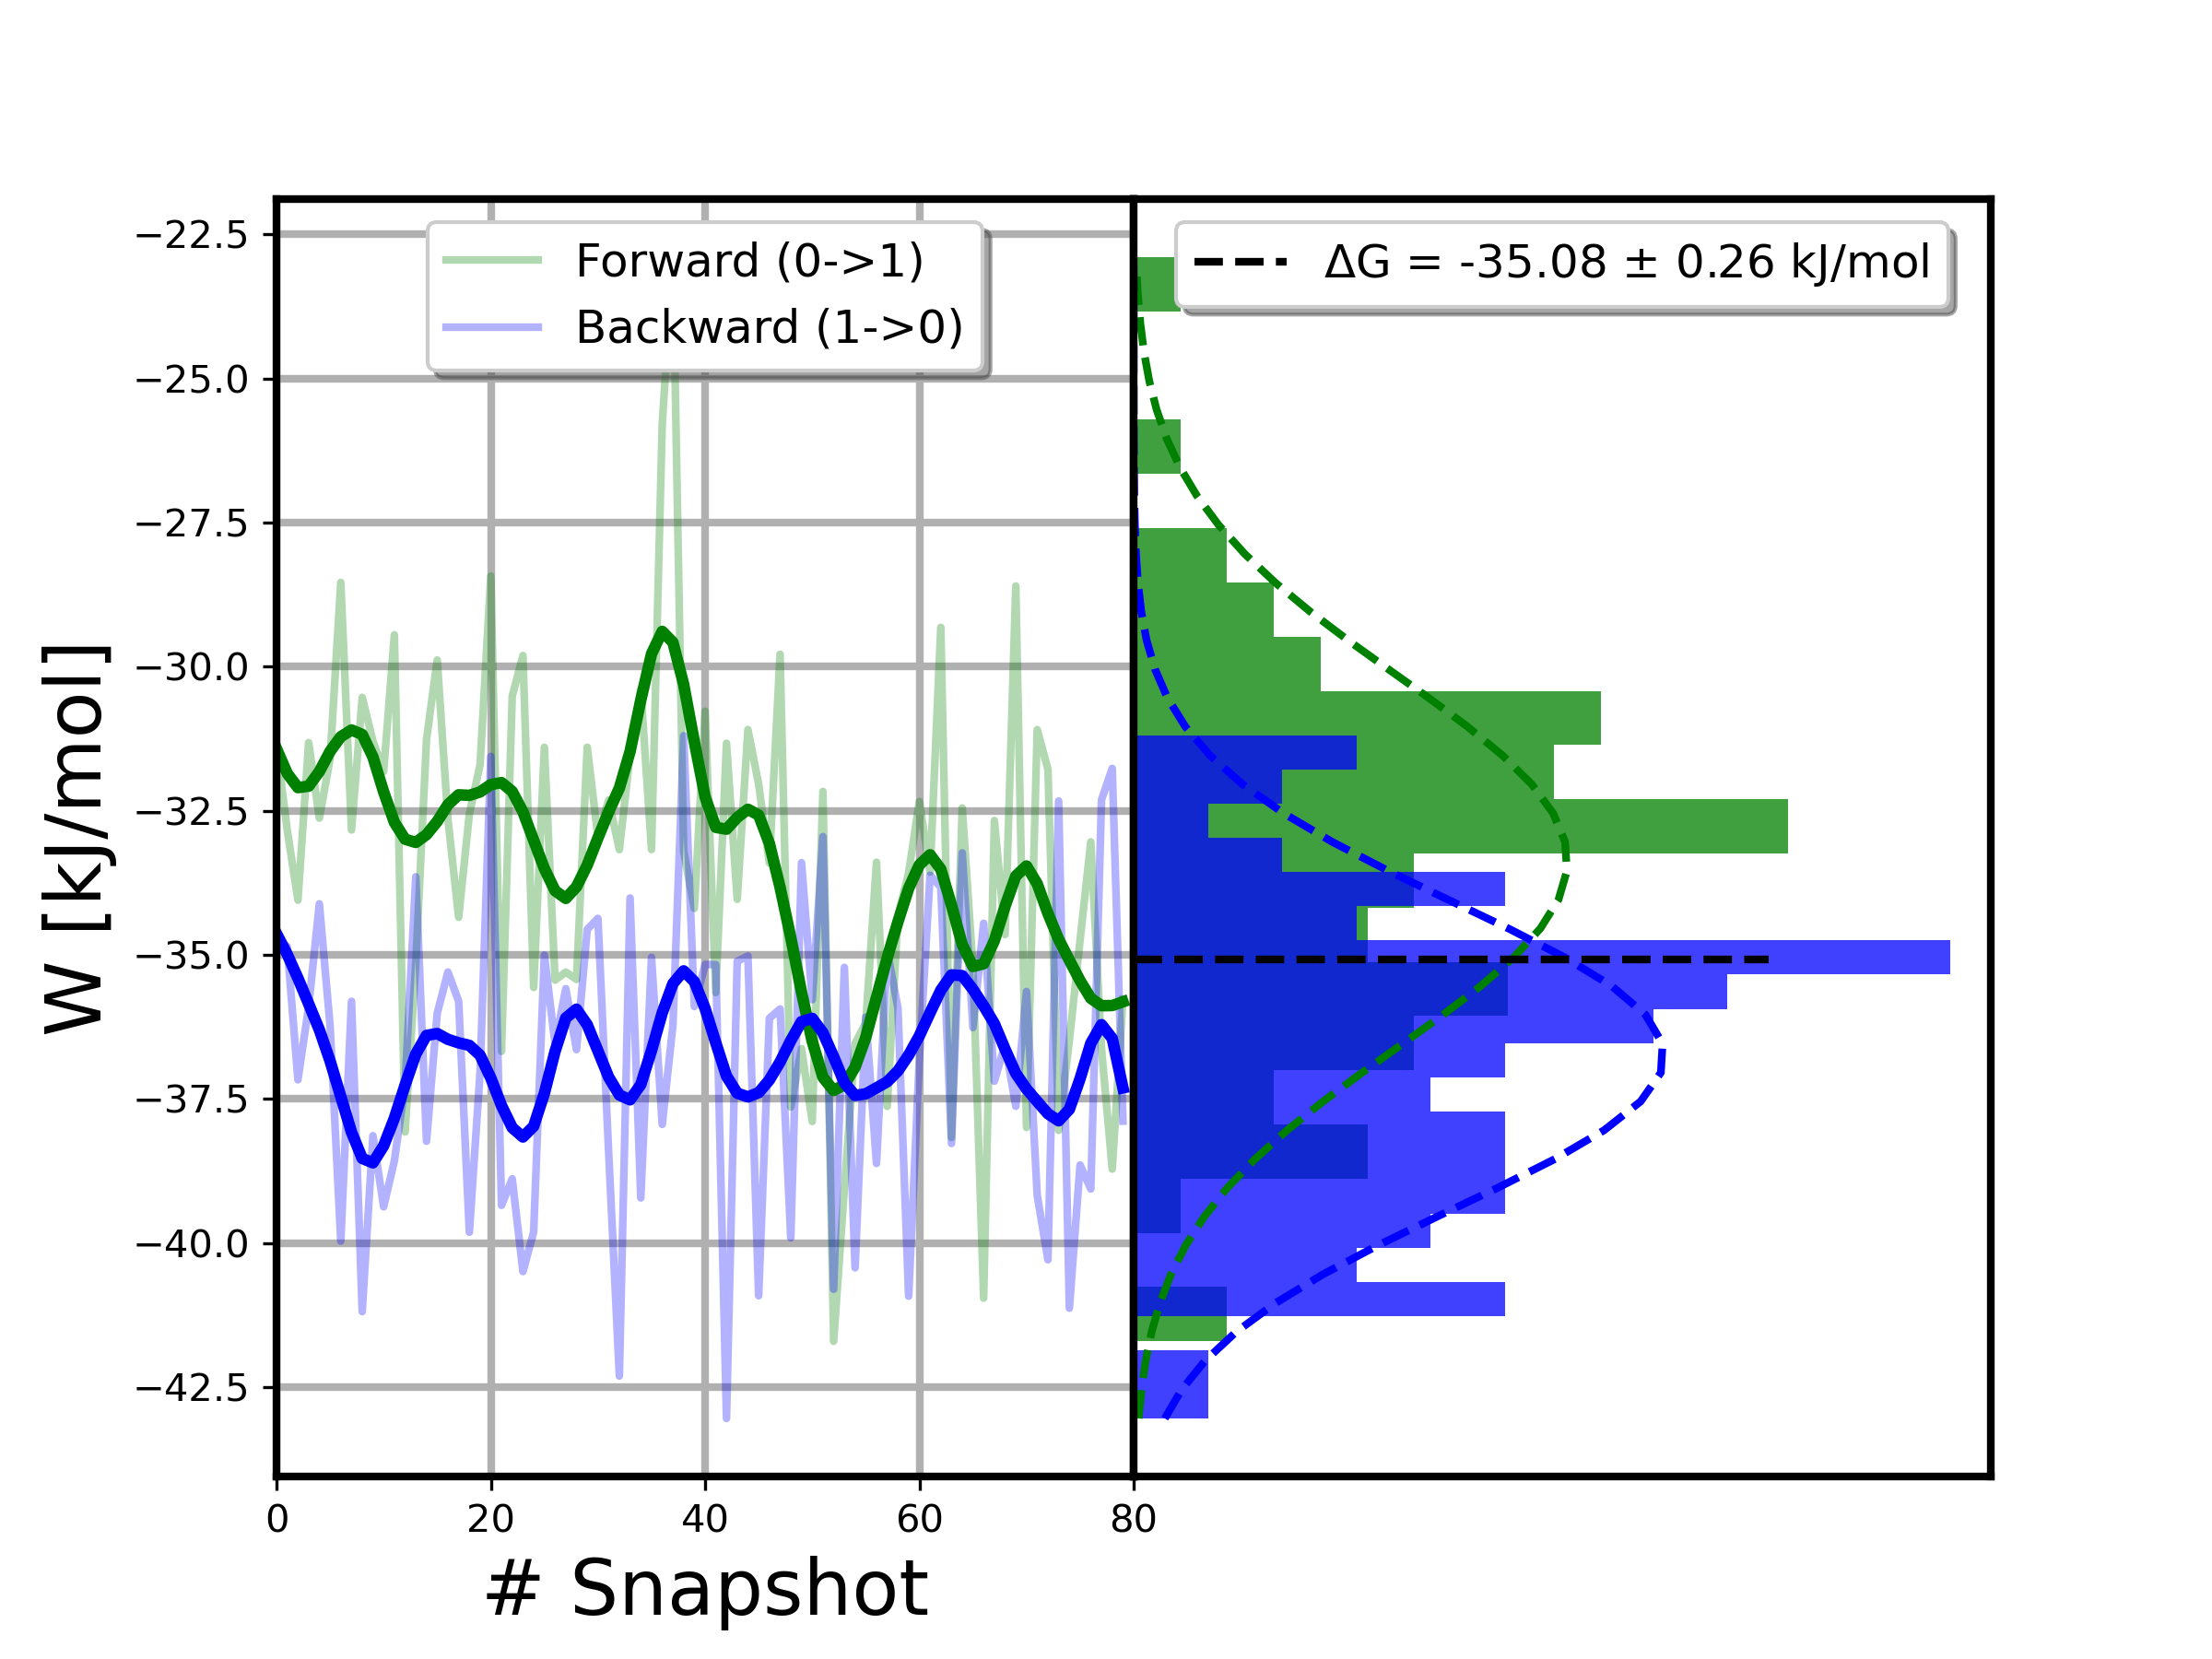 Forward (0->1)
Backward (1->0)
ΔG = -35.08 ± 0.26 kJ/mol
W [kJ/mol]
−22.5
−25.0
−27.5
−30.0
−32.5
−35.0
−37.5
−40.0
−42.5
0 20 40 60 80
# Snapshot